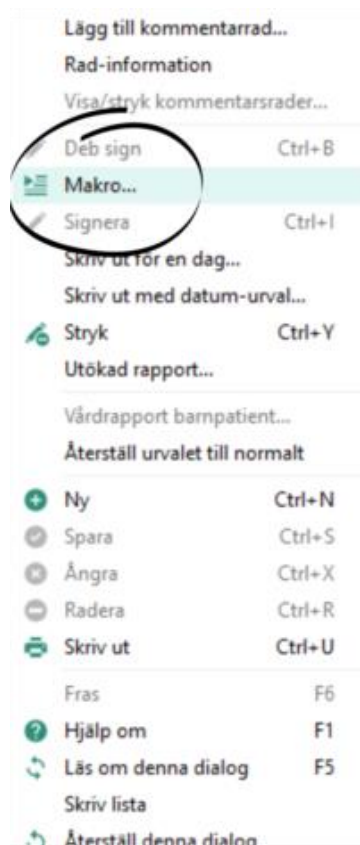 Lägg till kommentarrad...
Rad-information
Visa/stryk kommentarsrader...
Deb sign Ctrl+B
Makro...
Signera Ctrl+I
Skriv ut för en dag...
Skriv ut med datum-urval...
Stryk Ctrl+Y
Utökad rapport...
Vårdrapport barnpatient...
Återställ urvalet till normalt
Ny Ctrl+N
Spara Ctrl+S
Ångra Ctrl+X
Radera Ctrl+R
Skriv ut Ctrl+U
Fras F6
Hjälp om F1
Läs om denna dialog F5
Skriv lista
Återställ denna dialog